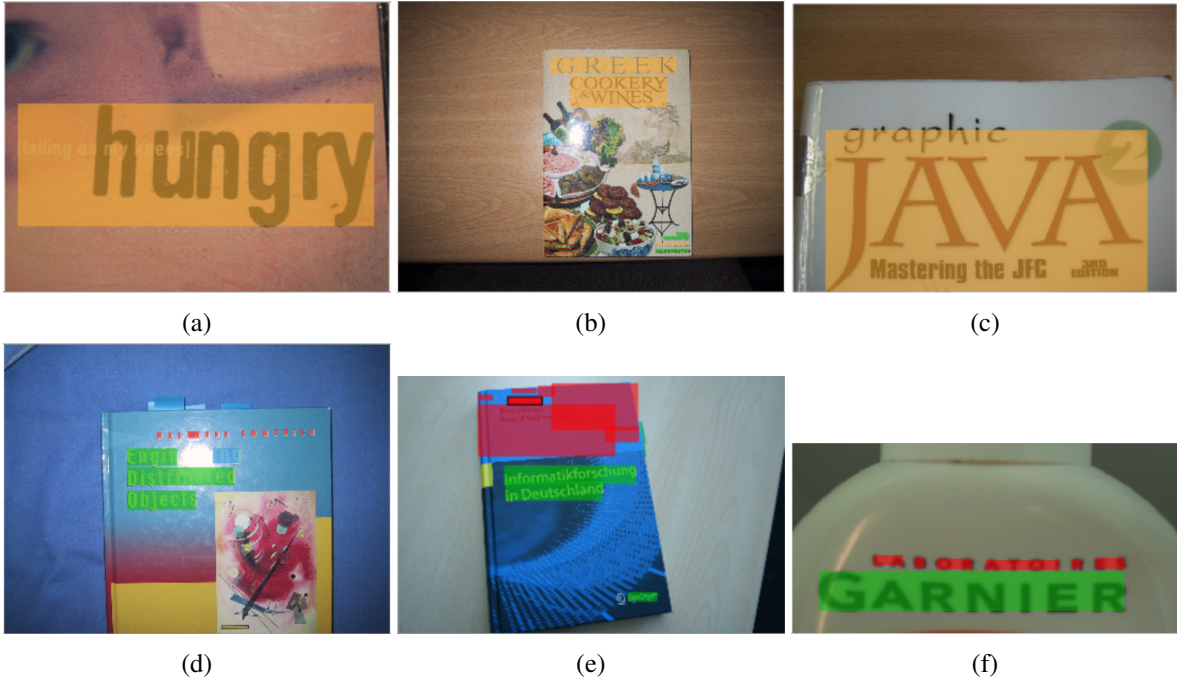 [falling on my knees]
hungry
(a)
GREEK
COOKERY
& WINES
(b)
graphic
JAVA 2
Mastering the JFC 3RD EDITION
(c)
Distributed
Objects
(d)
Informatikforschung
in Deutschland
Springer
(e)
LABORATOIRES
GARNIER
(f)